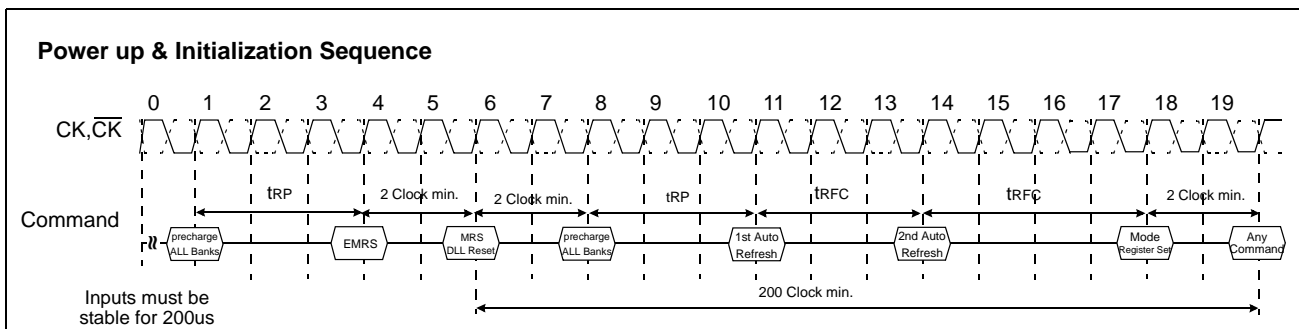 Power up & Initialization Sequence
0 1 2 3 4 5 6 7 8 9 10 11 12 13 14 15 16 17 18 19
CK,CK
tRP
2 Clock min.
2 Clock min.
tRP
tRFC
tRFC
2 Clock min.
Command
precharge
ALL Banks
EMRS
MRS
DLL Reset
precharge
ALL Banks
1st Auto
Refresh
2nd Auto
Refresh
Mode
Register Set
Any
Command
200 Clock min.
Inputs must be
stable for 200us